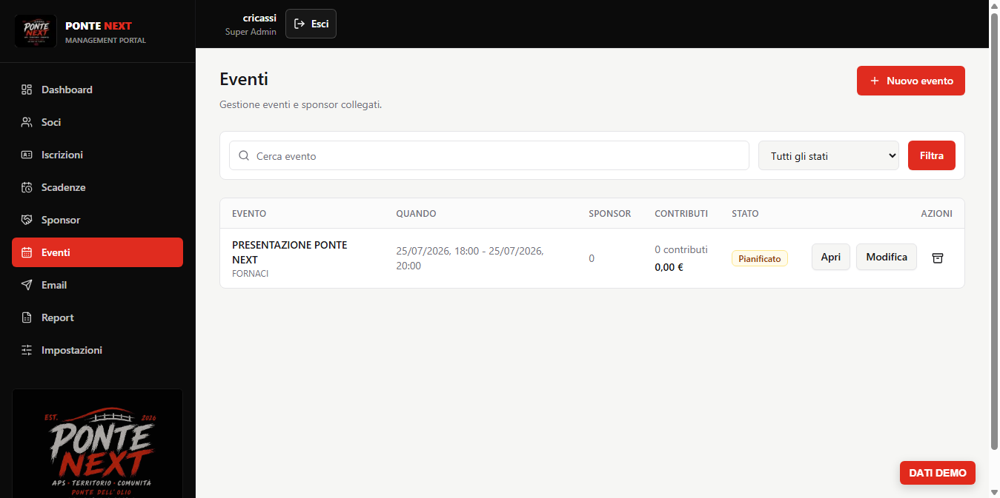 PONTE NEXT
MANAGEMENT PORTAL
Dashboard
Soci
Iscrizioni
Scadenze
Sponsor
Eventi
Email
Report
Impostazioni
EST. 2026
PONTE
NEXT
APS • TERRITORIO • COMUNITÀ
PONTE DELL'OLIO
cricassi
Super Admin
Esci
Eventi
Gestione eventi e sponsor collegati.
Nuovo evento
Cerca evento
Tutti gli stati
Filtra
EVENTO QUANDO SPONSOR CONTRIBUTI STATO AZIONI
PRESENTAZIONE PONTE
NEXT
FORNACI
25/07/2026, 18:00 - 25/07/2026,
20:00
0
0 contributi
0,00 €
Pianificato
Apri
Modifica
DATI DEMO